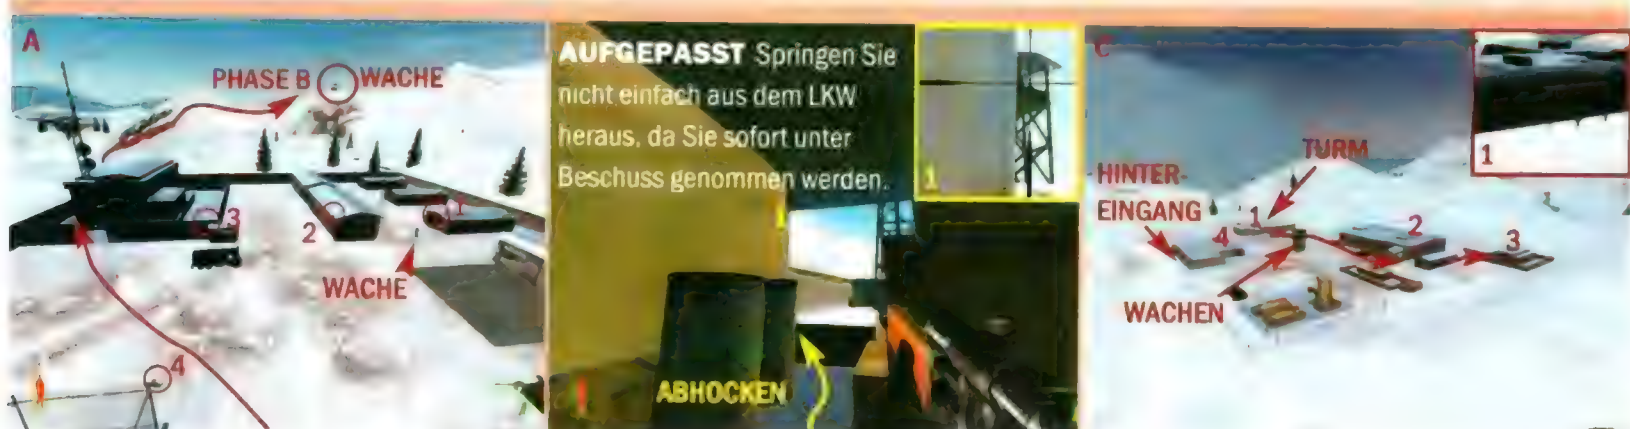 A
PHASE B
WACHE
3
2
1
WACHE
4
AUFGEPASST Springen Sie
nicht einfach aus dem LKW
heraus, da Sie sofort unter
Beschuss genommen werden.
1
1
ABHOCKEN
C
1
TURM
HINTER-
EINGANG
4
1
2
3
WACHEN